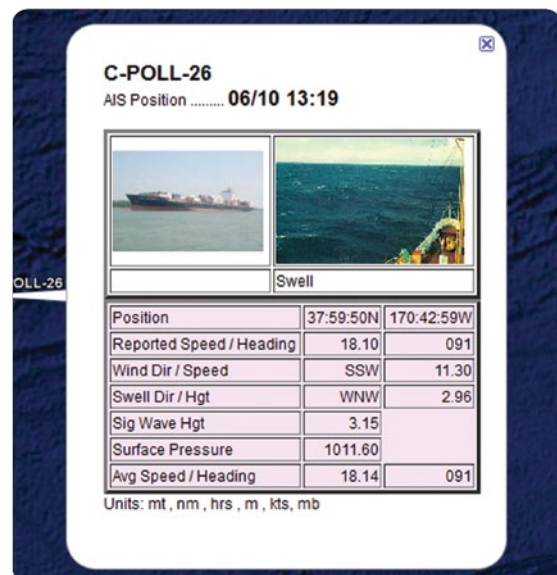 C-POLL-26
AIS Position ......... 06/10 13:19
Swell
OLL-26
Position 37:59:50N 170:42:59W
Reported Speed / Heading 18.10 091
Wind Dir / Speed SSW 11.30
Swell Dir / Hgt WNW 2.96
Sig Wave Hgt 3.15
Surface Pressure 1011.60
Avg Speed / Heading 18.14 091
Units: mt , nm , hrs , m , kts, mb